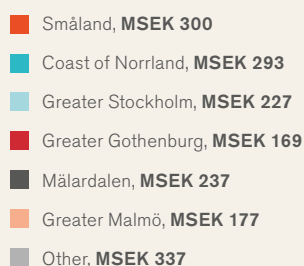 Småland, MSEK 300
Coast of Norrland, MSEK 293
Greater Stockholm, MSEK 227
Greater Gothenburg, MSEK 169
Mälardalen, MSEK 237
Greater Malmö, MSEK 177
Other, MSEK 337